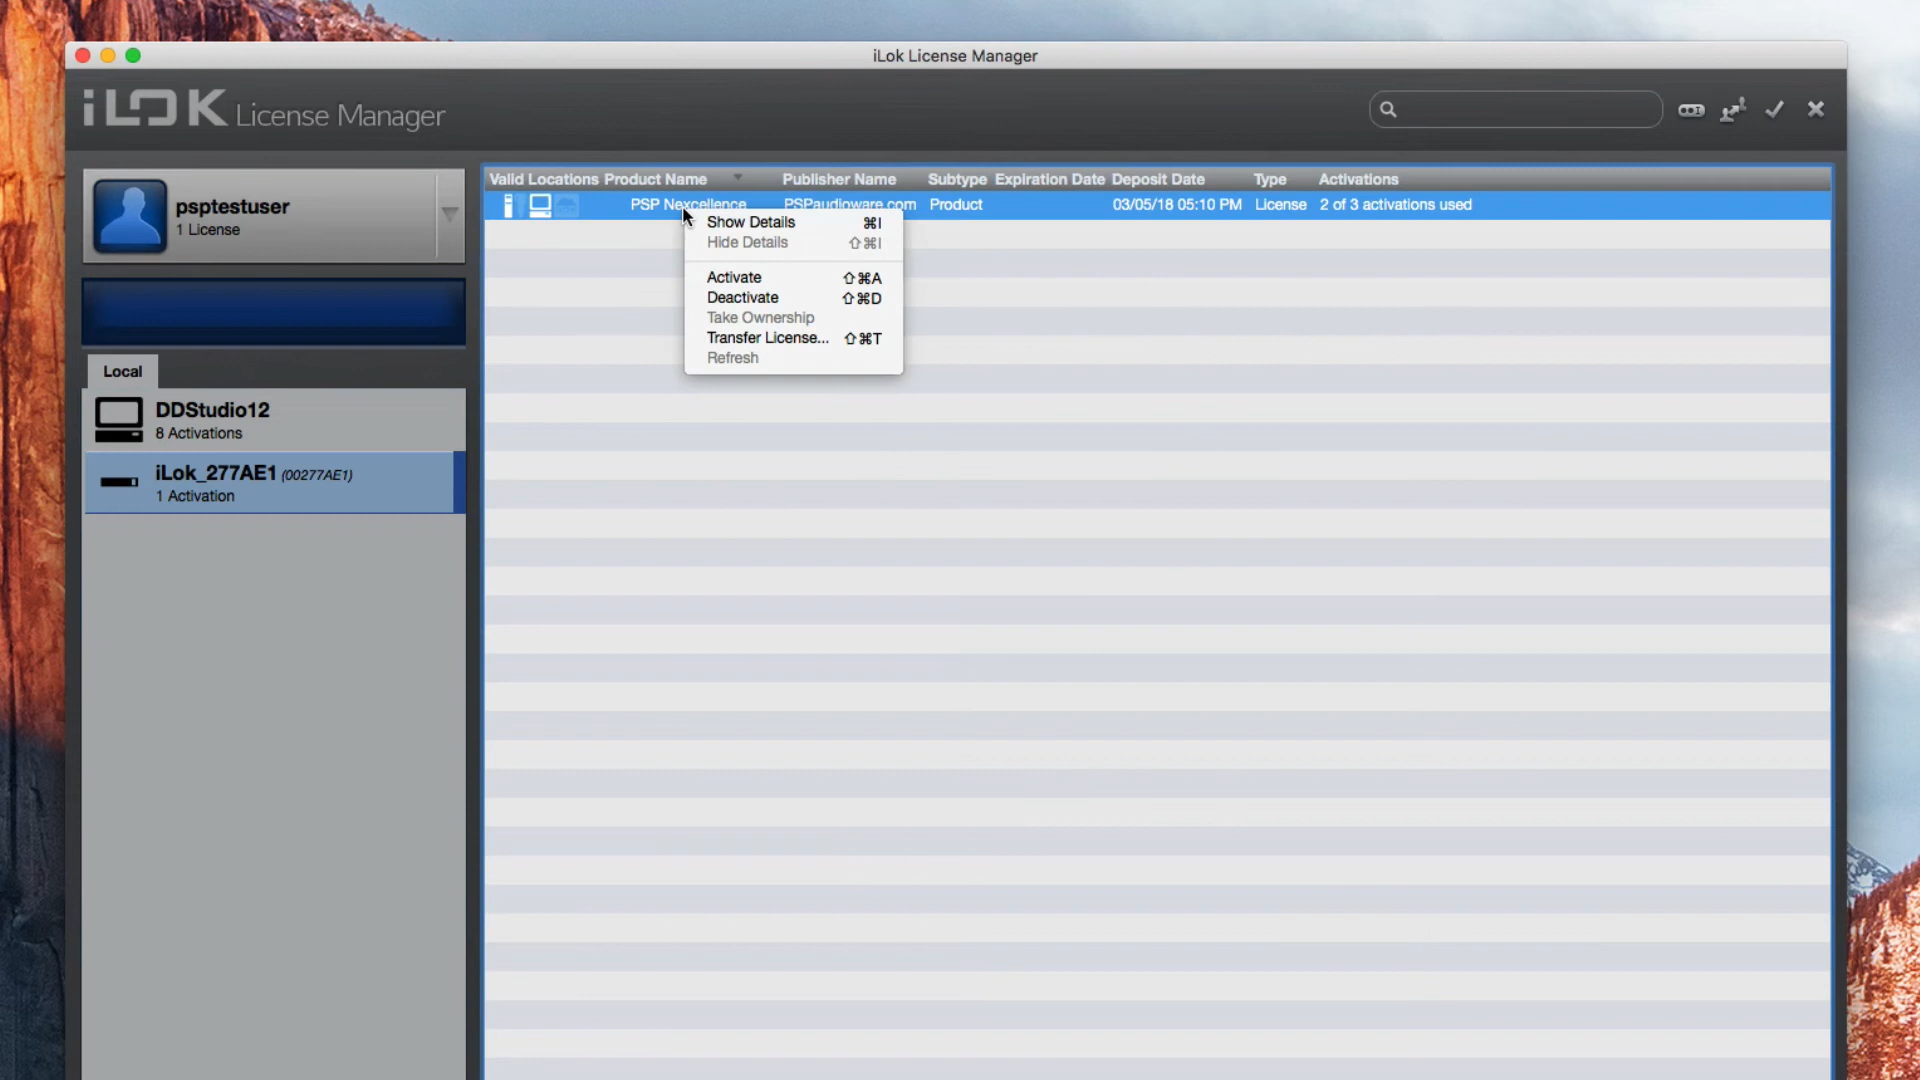 iLok License Manager
iLOK License Manager
psptestuser
1 License
Local
DDStudio12
8 Activations
iLok_277AE1 (00277AE1)
1 Activation
Valid Locations Product Name Publisher Name Subtype Expiration Date Deposit Date Type Activations
PSP Nexcellence PSPaudioware.com Product 03/05/18 05:10 PM License 2 of 3 activations used
Show Details ⌘I
Hide Details ⇧⌘I
Activate ⇧⌘A
Deactivate ⇧⌘D
Take Ownership
Transfer License... ⇧⌘T
Refresh